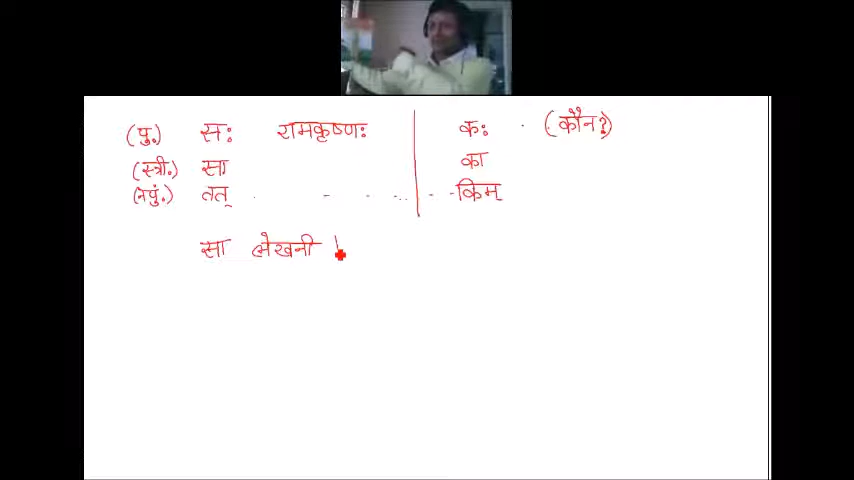 (पु.) सः रामकृष्णः कः (कौन?)
(स्त्री.) सा का
(नपुं.) तत् किम्
सा लेखनी ।